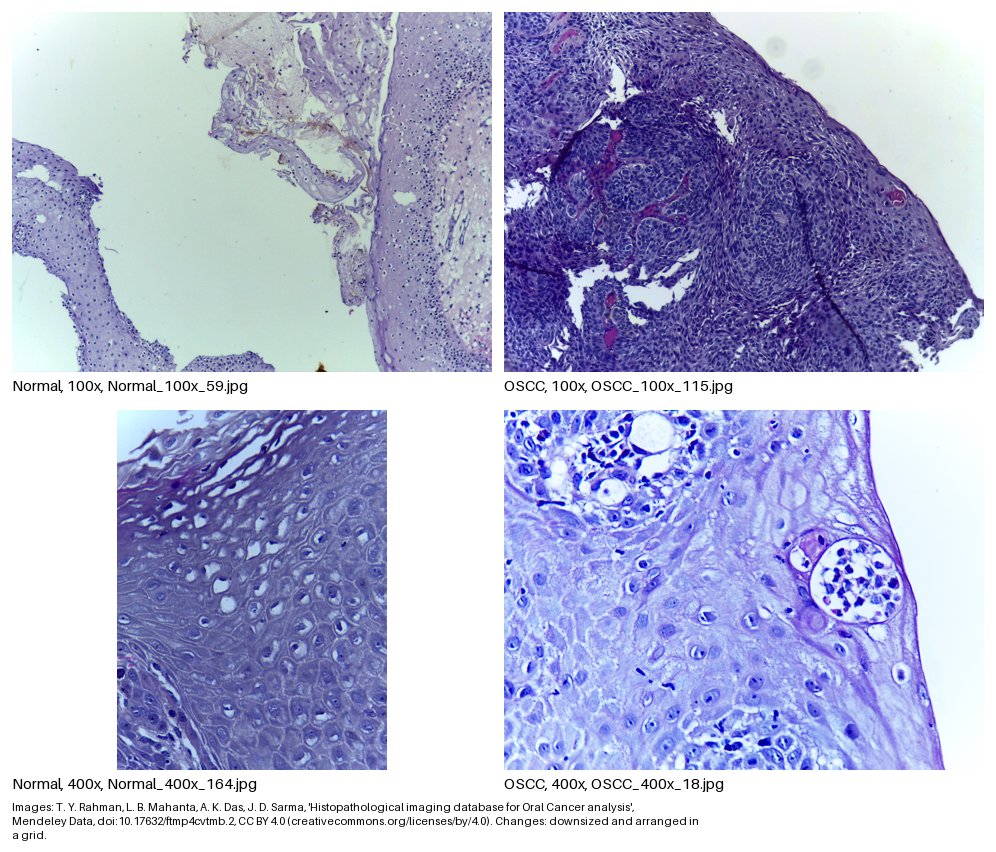 Normal, 100x, Normal_100x_59.jpg
OSCC, 100x, OSCC_100x_115.jpg
Normal, 400x, Normal_400x_164.jpg
OSCC, 400x, OSCC_400x_18.jpg
Images: T. Y. Rahman, L. B. Mahanta, A. K. Das, J. D. Sarma, 'Histopathological imaging database for Oral Cancer analysis',
Mendeley Data, doi: 10.17632/ftmp4cvtmb.2, CC BY 4.0 (creativecommons.org/licenses/by/4.0). Changes: downsized and arranged in
a grid.